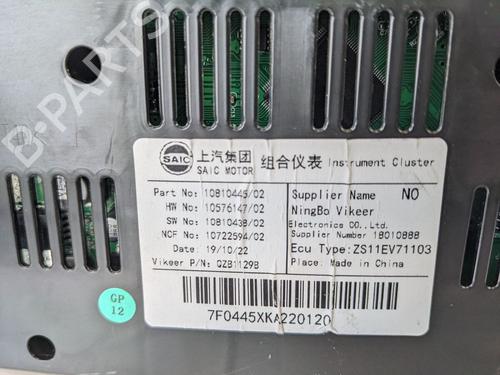 B-PARTS
SAIC
上汽集团
SAIC MOTOR
组合仪表 Instrument Cluster
Part No: 10810445/02
HW No: 10576147/02
SW No: 10810438/02
NCF No: 10722594/02
Date: 19/10/22
Vikeer P/N: QZB1129B
Supplier Name NO
NingBo Vikeer
Electronics CO., Ltd.
Supplier Number 18010888
Ecu Type: ZS11EV71103
Place: Made in China
7F0445XKA220120
GP
12